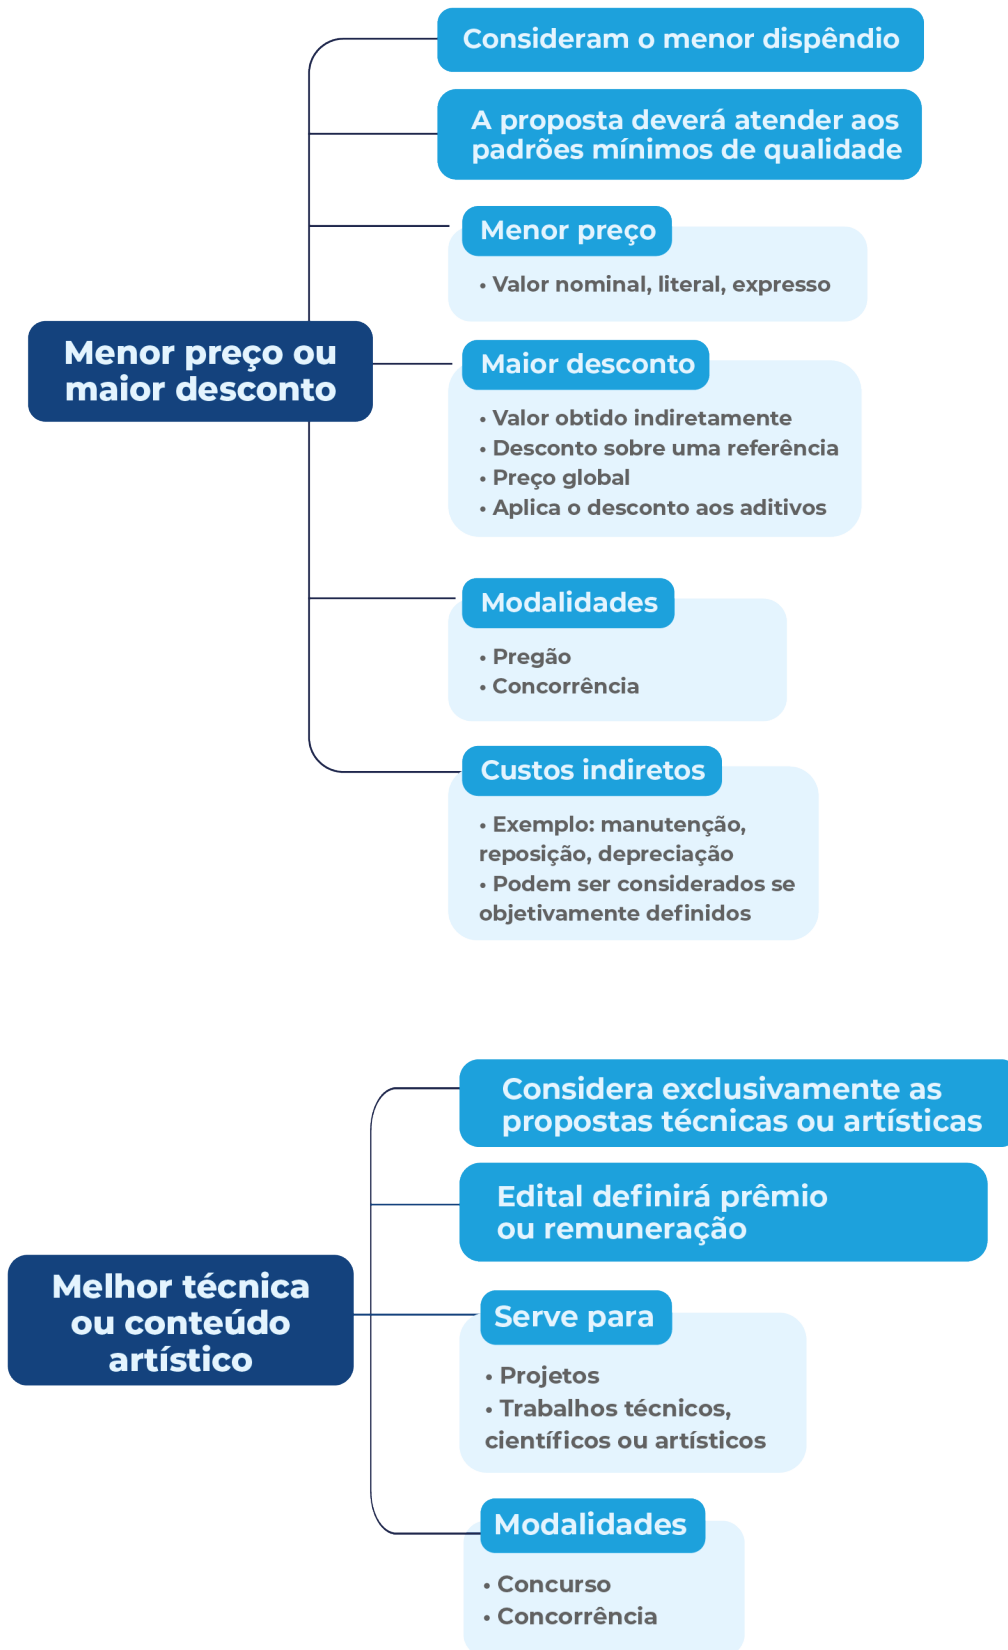 Consideram o menor dispêndio
A proposta deverá atender aos
padrões mínimos de qualidade
Menor preço
• Valor nominal, literal, expresso
Menor preço ou
maior desconto
Maior desconto
• Valor obtido indiretamente
• Desconto sobre uma referência
• Preço global
• Aplica o desconto aos aditivos
Modalidades
• Pregão
• Concorrência
Custos indiretos
• Exemplo: manutenção,
reposição, depreciação
• Podem ser considerados se
objetivamente definidos
Considera exclusivamente as
propostas técnicas ou artísticas
Edital definirá prêmio
ou remuneração
Melhor técnica
ou conteúdo
artístico
Serve para
• Projetos
• Trabalhos técnicos,
científicos ou artísticos
Modalidades
• Concurso
• Concorrência